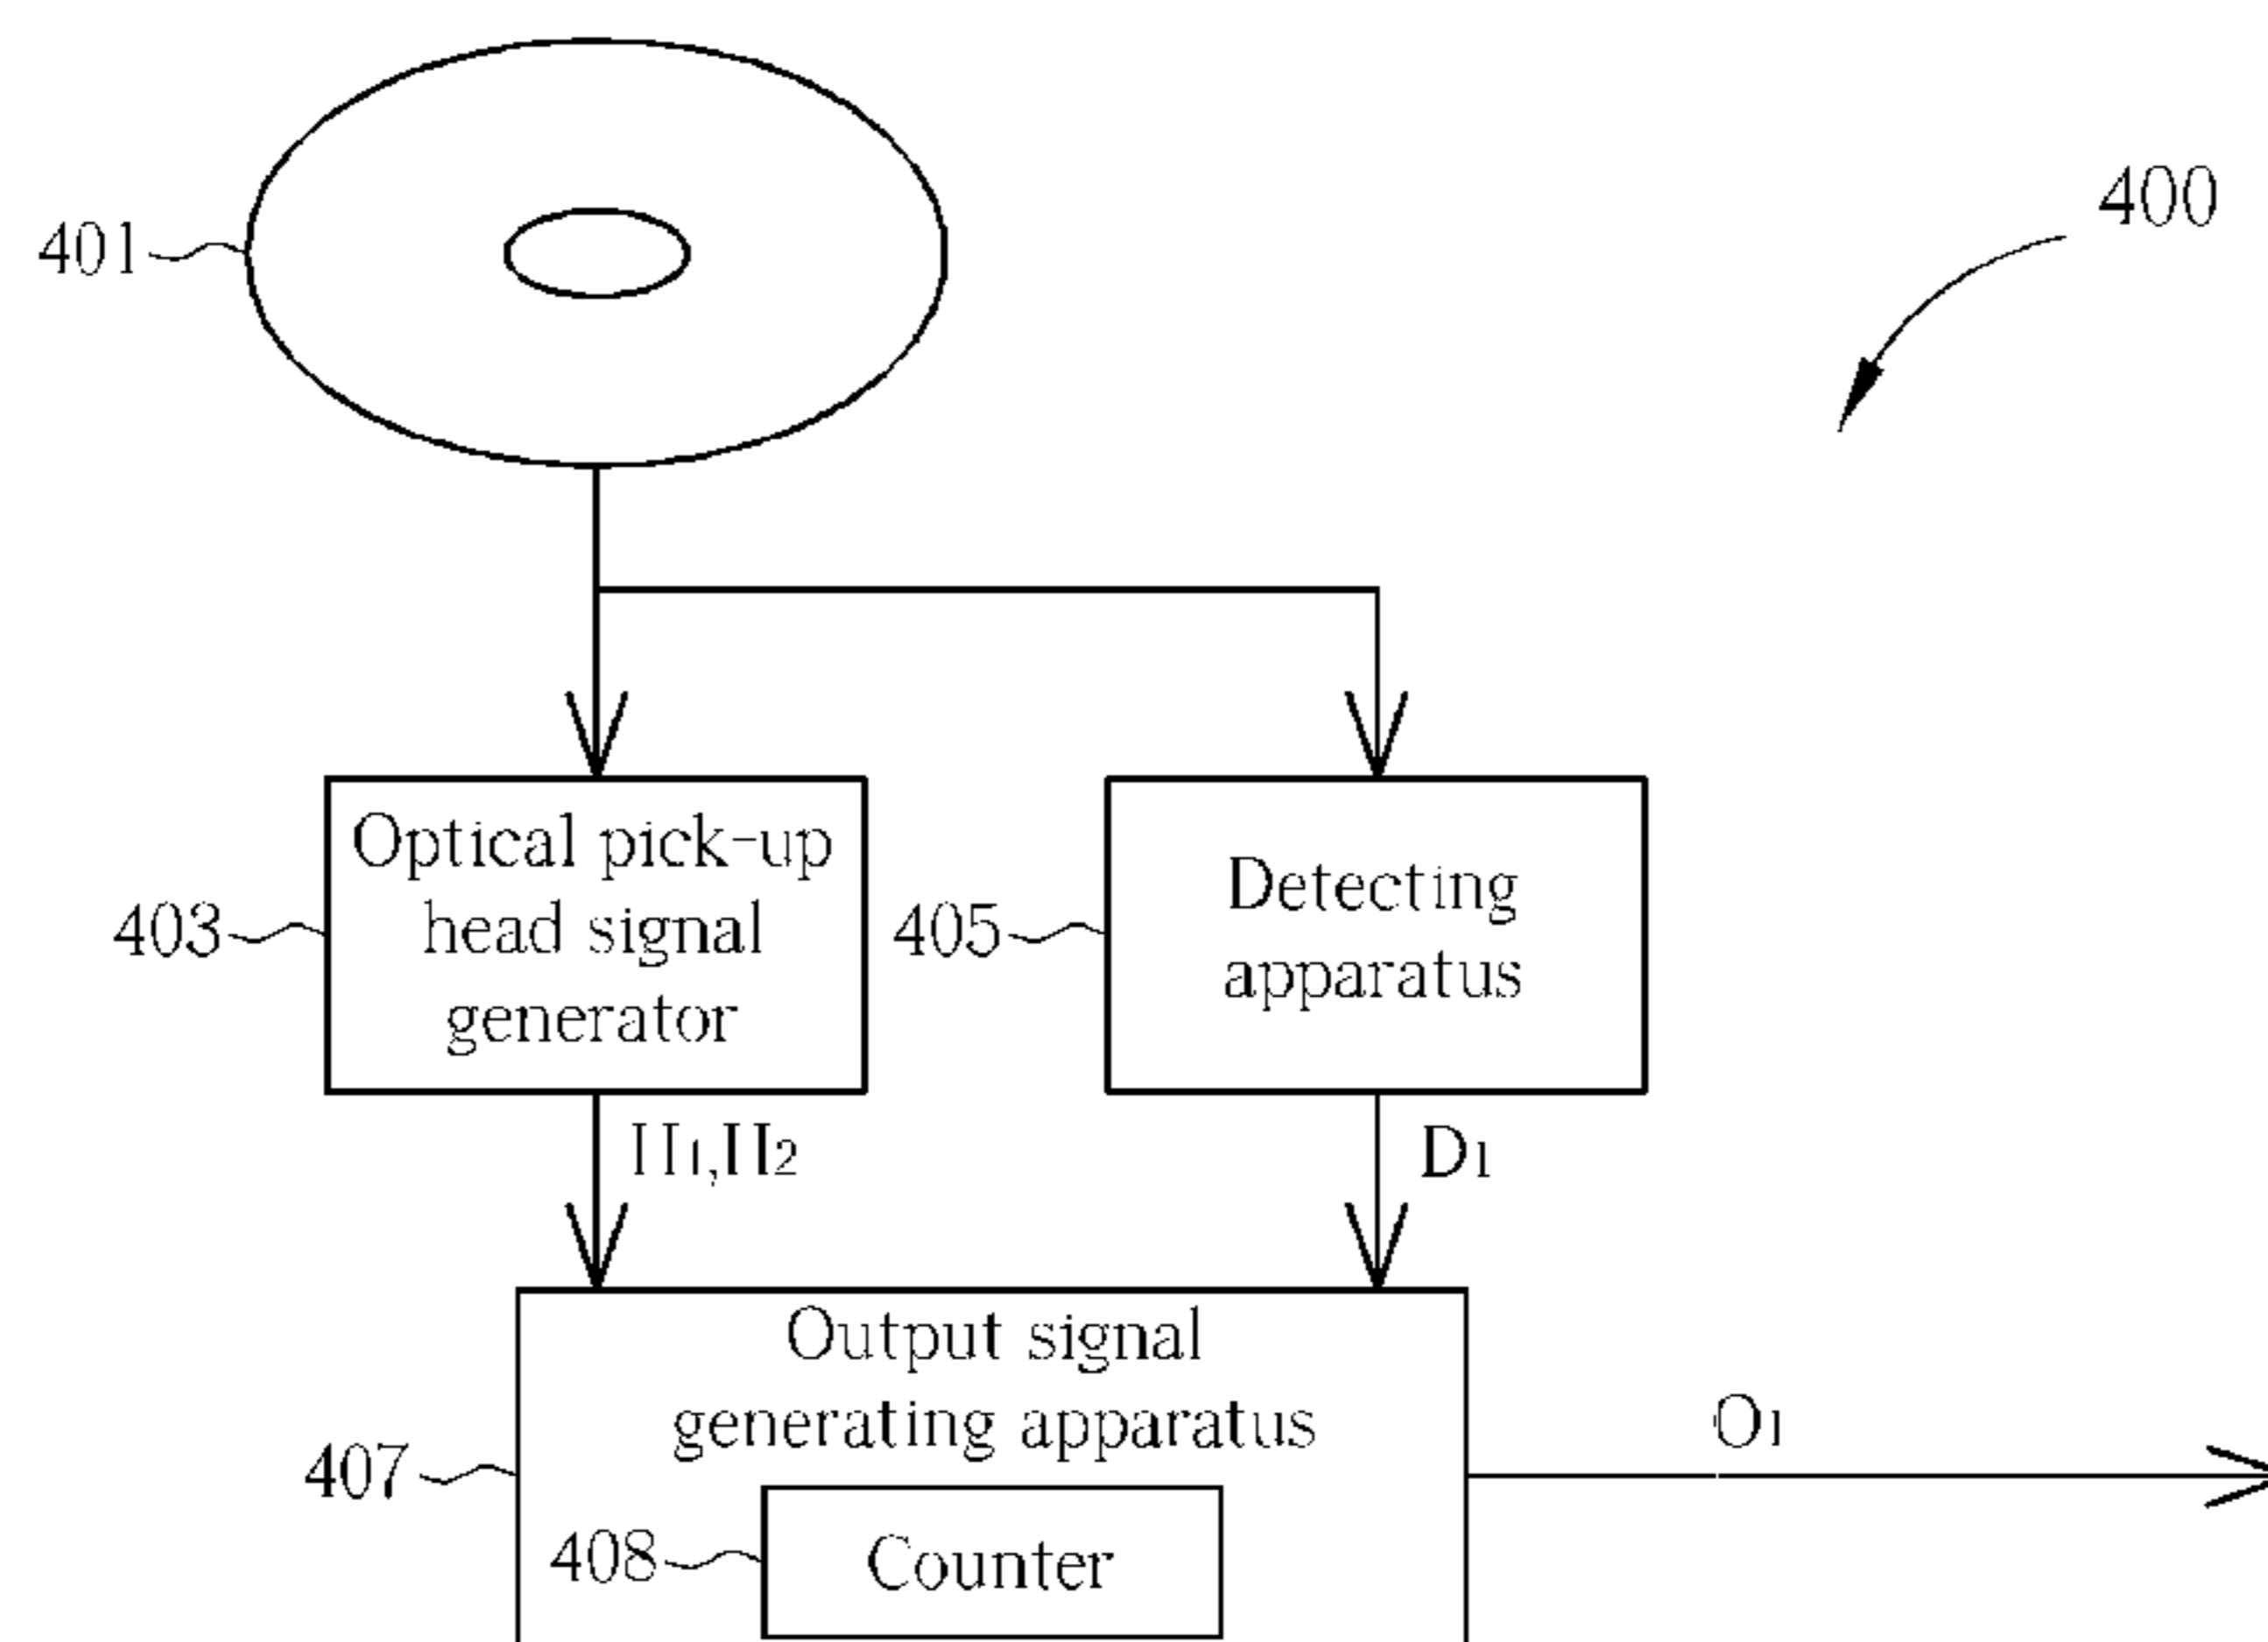 400
401
Optical pick-up
head signal
generator
403
Detecting
apparatus
405
H1,H2
D1
Output signal
generating apparatus
407
O1
408
Counter